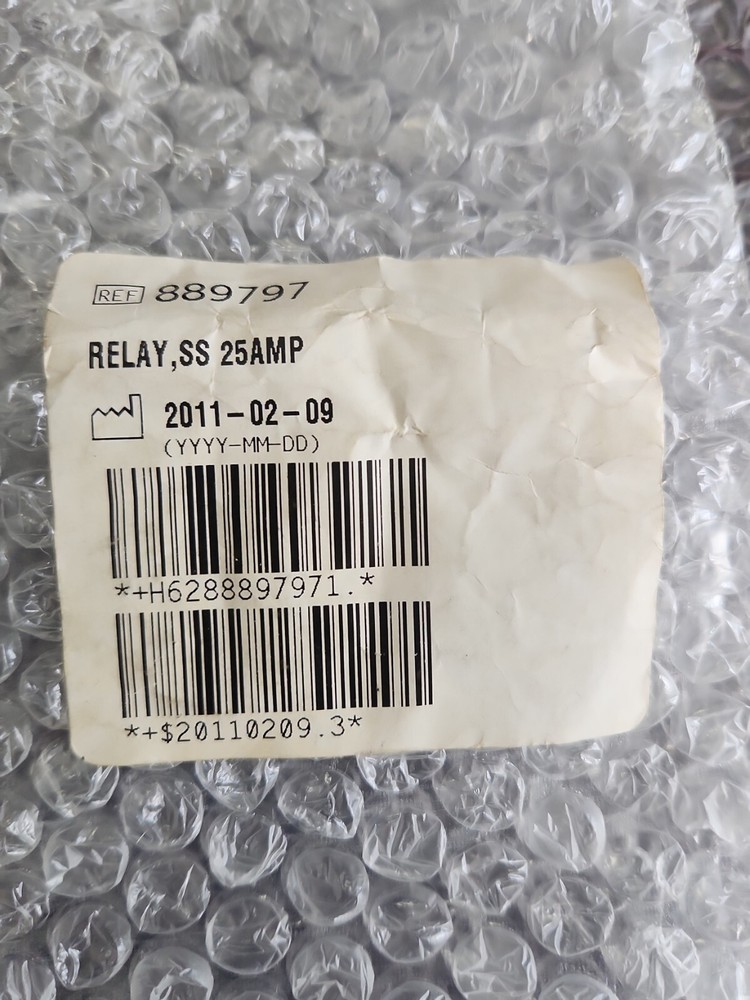 REF 889797
RELAY,SS 25AMP
2011-02-09
(YYYY-MM-DD)
*+H6288897971.*
*+$20110209.3*